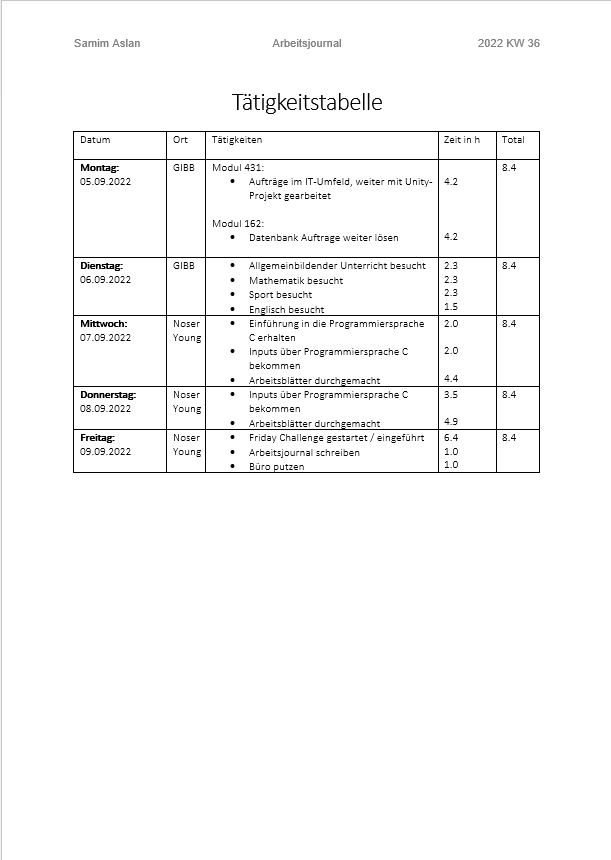 Samim Aslan Arbeitsjournal 2022 KW 36
Tätigkeitstabelle
Datum Ort Tätigkeiten Zeit in h Total
Montag: GIBB Modul 431: 8.4
05.09.2022 • Aufträge im IT-Umfeld, weiter mit Unity- 4.2
Projekt gearbeitet
Modul 162:
• Datenbank Auftrage weiter lösen 4.2
Dienstag: GIBB • Allgemeinbildender Unterricht besucht 2.3 8.4
06.09.2022 • Mathematik besucht 2.3
• Sport besucht 2.3
• Englisch besucht 1.5
Mittwoch: Noser • Einführung in die Programmiersprache 2.0 8.4
07.09.2022 Young C erhalten
• Inputs über Programmiersprache C 2.0
bekommen
• Arbeitsblätter durchgemacht 4.4
Donnerstag: Noser • Inputs über Programmiersprache C 3.5 8.4
08.09.2022 Young bekommen
• Arbeitsblätter durchgemacht 4.9
Freitag: Noser • Friday Challenge gestartet / eingeführt 6.4 8.4
09.09.2022 Young • Arbeitsjournal schreiben 1.0
• Büro putzen 1.0